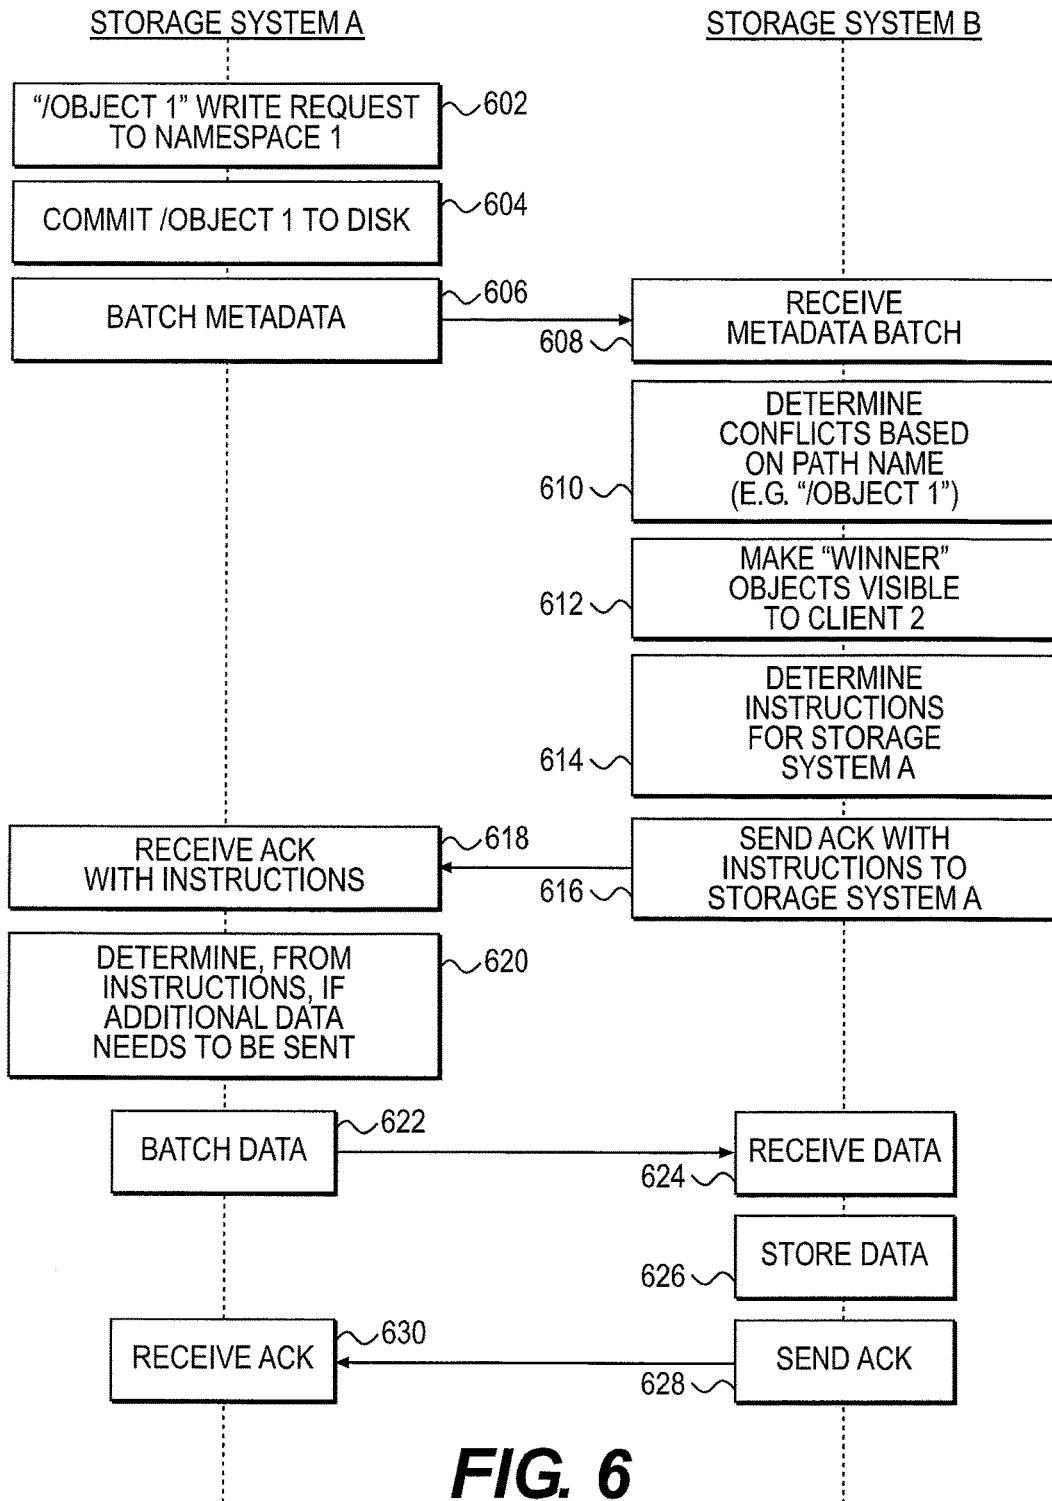 STORAGE SYSTEM A
STORAGE SYSTEM B
“/OBJECT 1” WRITE REQUEST
TO NAMESPACE 1
602
COMMIT /OBJECT 1 TO DISK
604
BATCH METADATA
606
RECEIVE
METADATA BATCH
608
DETERMINE
CONFLICTS BASED
ON PATH NAME
(E.G. “/OBJECT 1”)
610
MAKE “WINNER”
OBJECTS VISIBLE
TO CLIENT 2
612
DETERMINE
INSTRUCTIONS
FOR STORAGE
SYSTEM A
614
SEND ACK WITH
INSTRUCTIONS TO
STORAGE SYSTEM A
616
RECEIVE ACK
WITH INSTRUCTIONS
618
DETERMINE, FROM
INSTRUCTIONS, IF
ADDITIONAL DATA
NEEDS TO BE SENT
620
BATCH DATA
622
RECEIVE DATA
624
STORE DATA
626
SEND ACK
628
RECEIVE ACK
630
FIG. 6